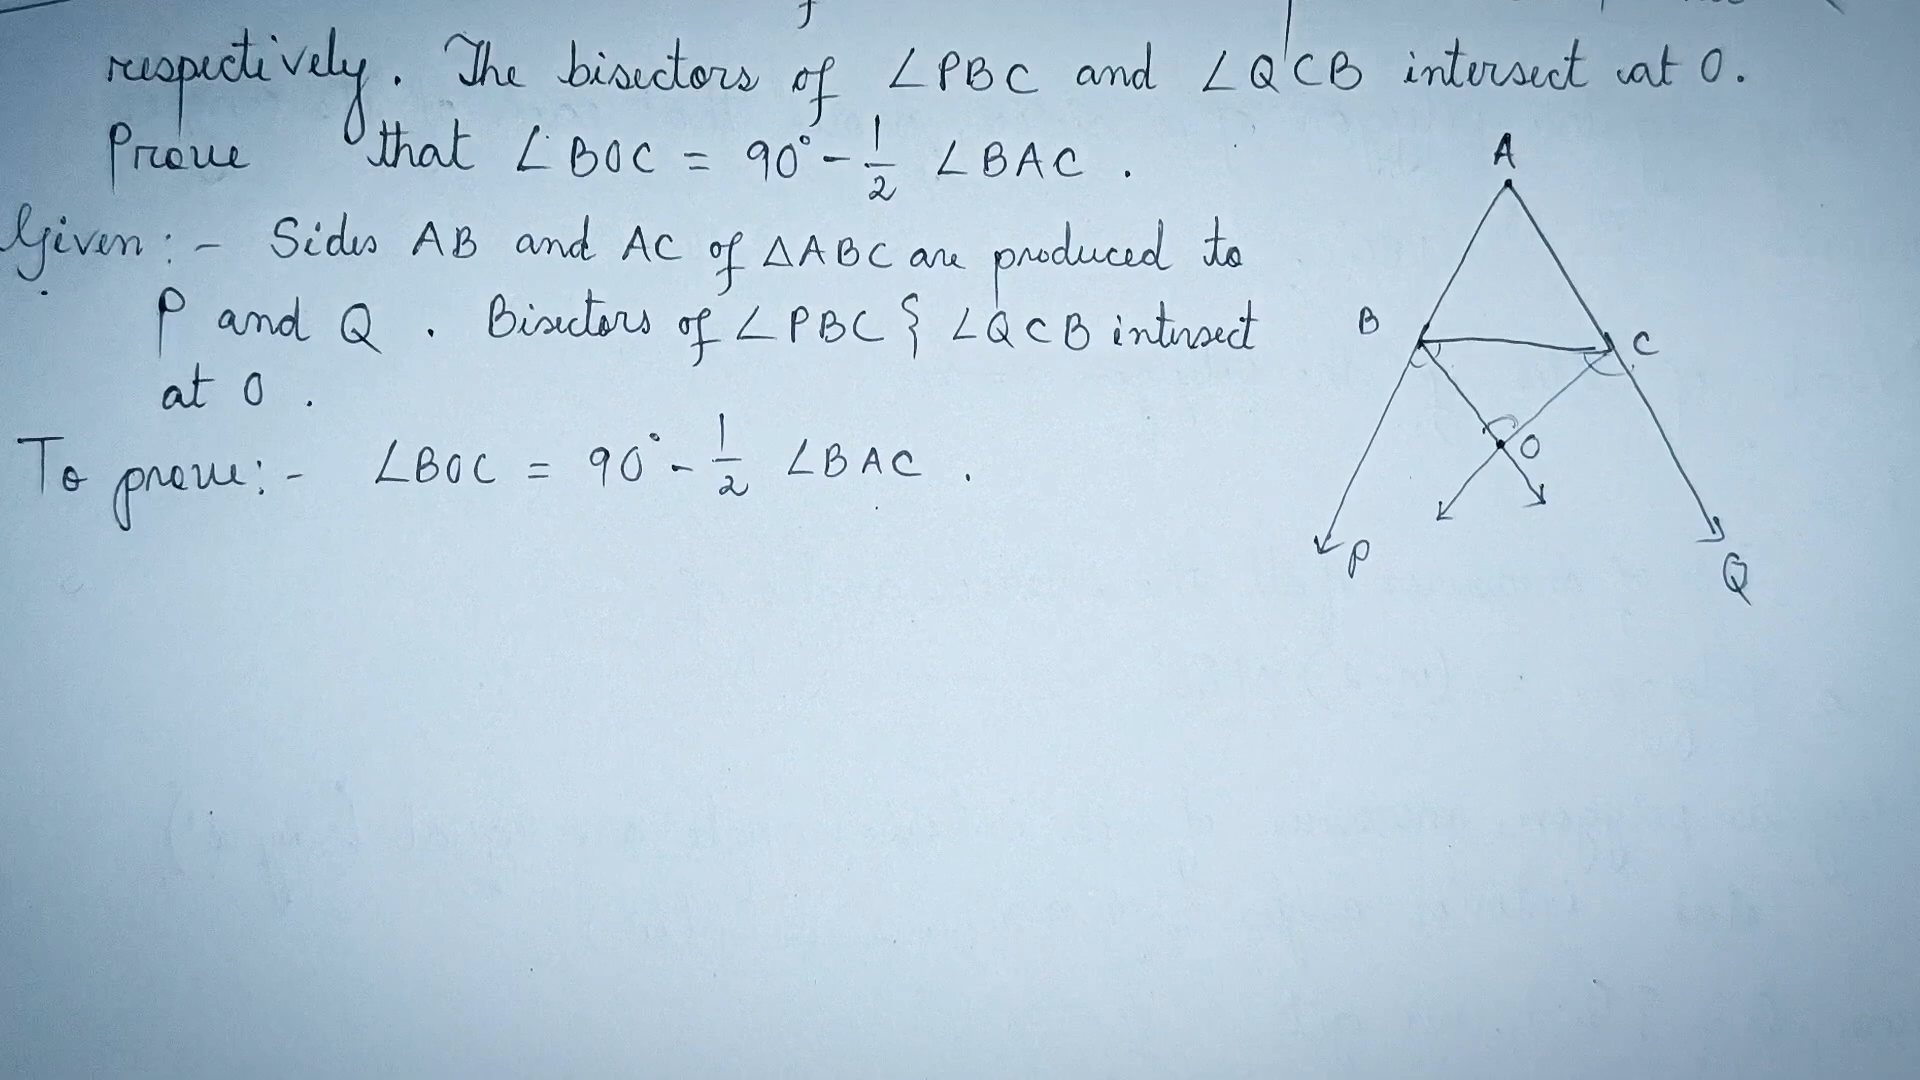 respectively. The bisectors of ∠PBC and ∠QCB intersect at O.
Prove that ∠BOC = 90° - 1/2 ∠BAC .
Given :- Sides AB and AC of △ABC are produced to
P and Q . Bisectors of ∠PBC } ∠QCB intersect
at O .
To prove :- ∠BOC = 90° - 1/2 ∠BAC .
A
B
C
O
P
Q